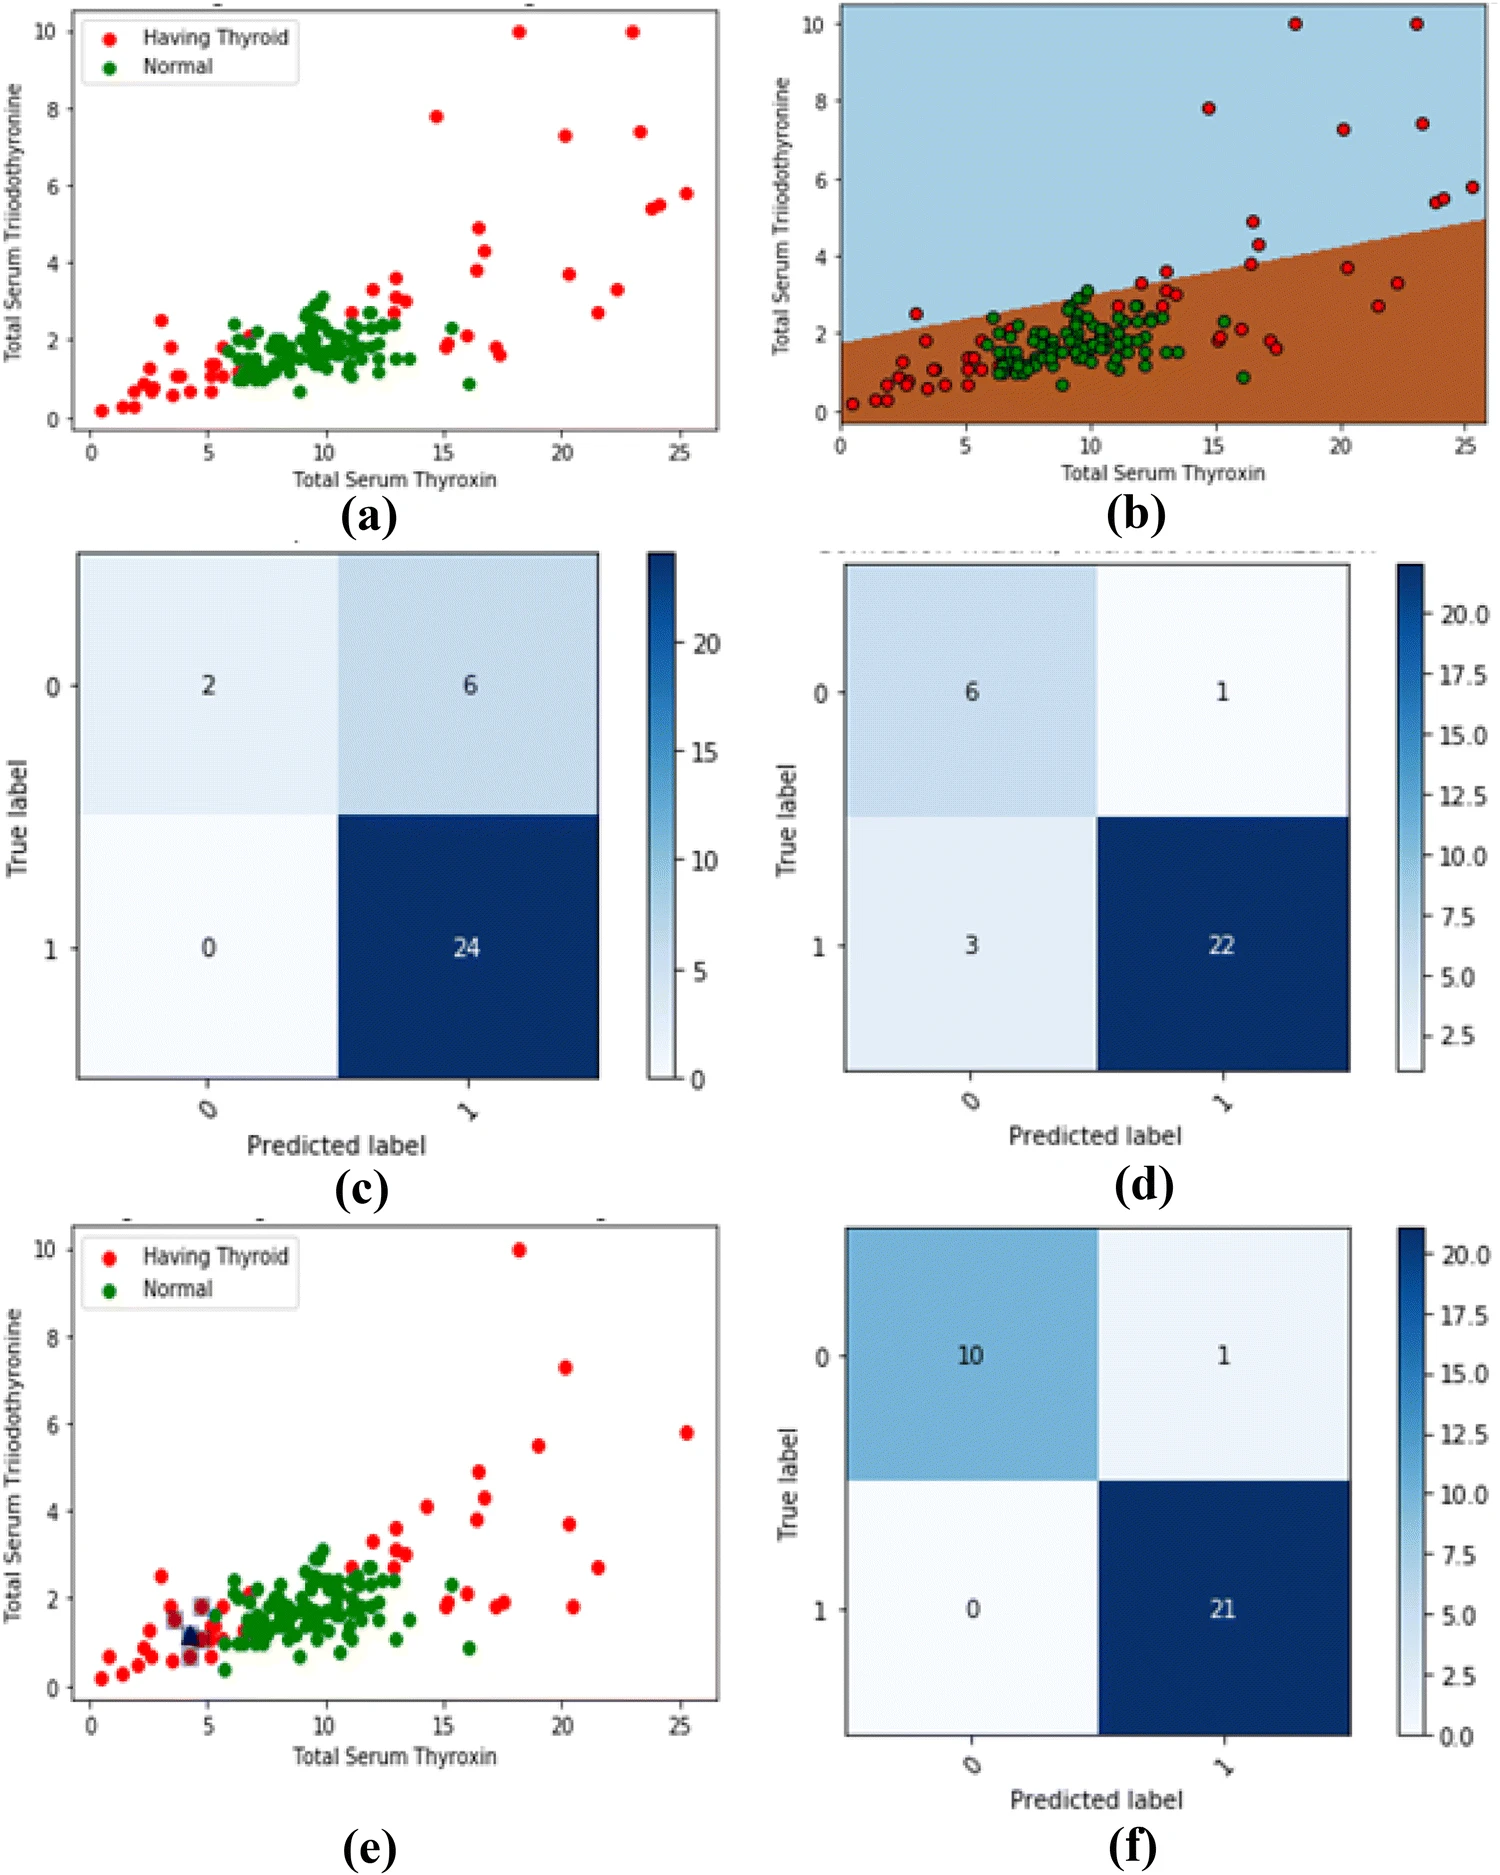 Having Thyroid
Normal
Total Serum Triiodothyronine
10
8
6
4
2
0
0 5 10 15 20 25
Total Serum Thyroxin
(a)
Total Serum Triiodothyronine
10
8
6
4
2
0
0 5 10 15 20 25
Total Serum Thyroxin
(b)
True label
0 2 6
1 0 24
0 1
Predicted label
20
15
10
5
0
(c)
True label
0 6 1
1 3 22
0 1
Predicted label
20.0
17.5
15.0
12.5
10.0
7.5
5.0
2.5
(d)
Having Thyroid
Normal
Total Serum Triiodothyronine
10
8
6
4
2
0
0 5 10 15 20 25
Total Serum Thyroxin
(e)
True label
0 10 1
1 0 21
0 1
Predicted label
20.0
17.5
15.0
12.5
10.0
7.5
5.0
2.5
0.0
(f)